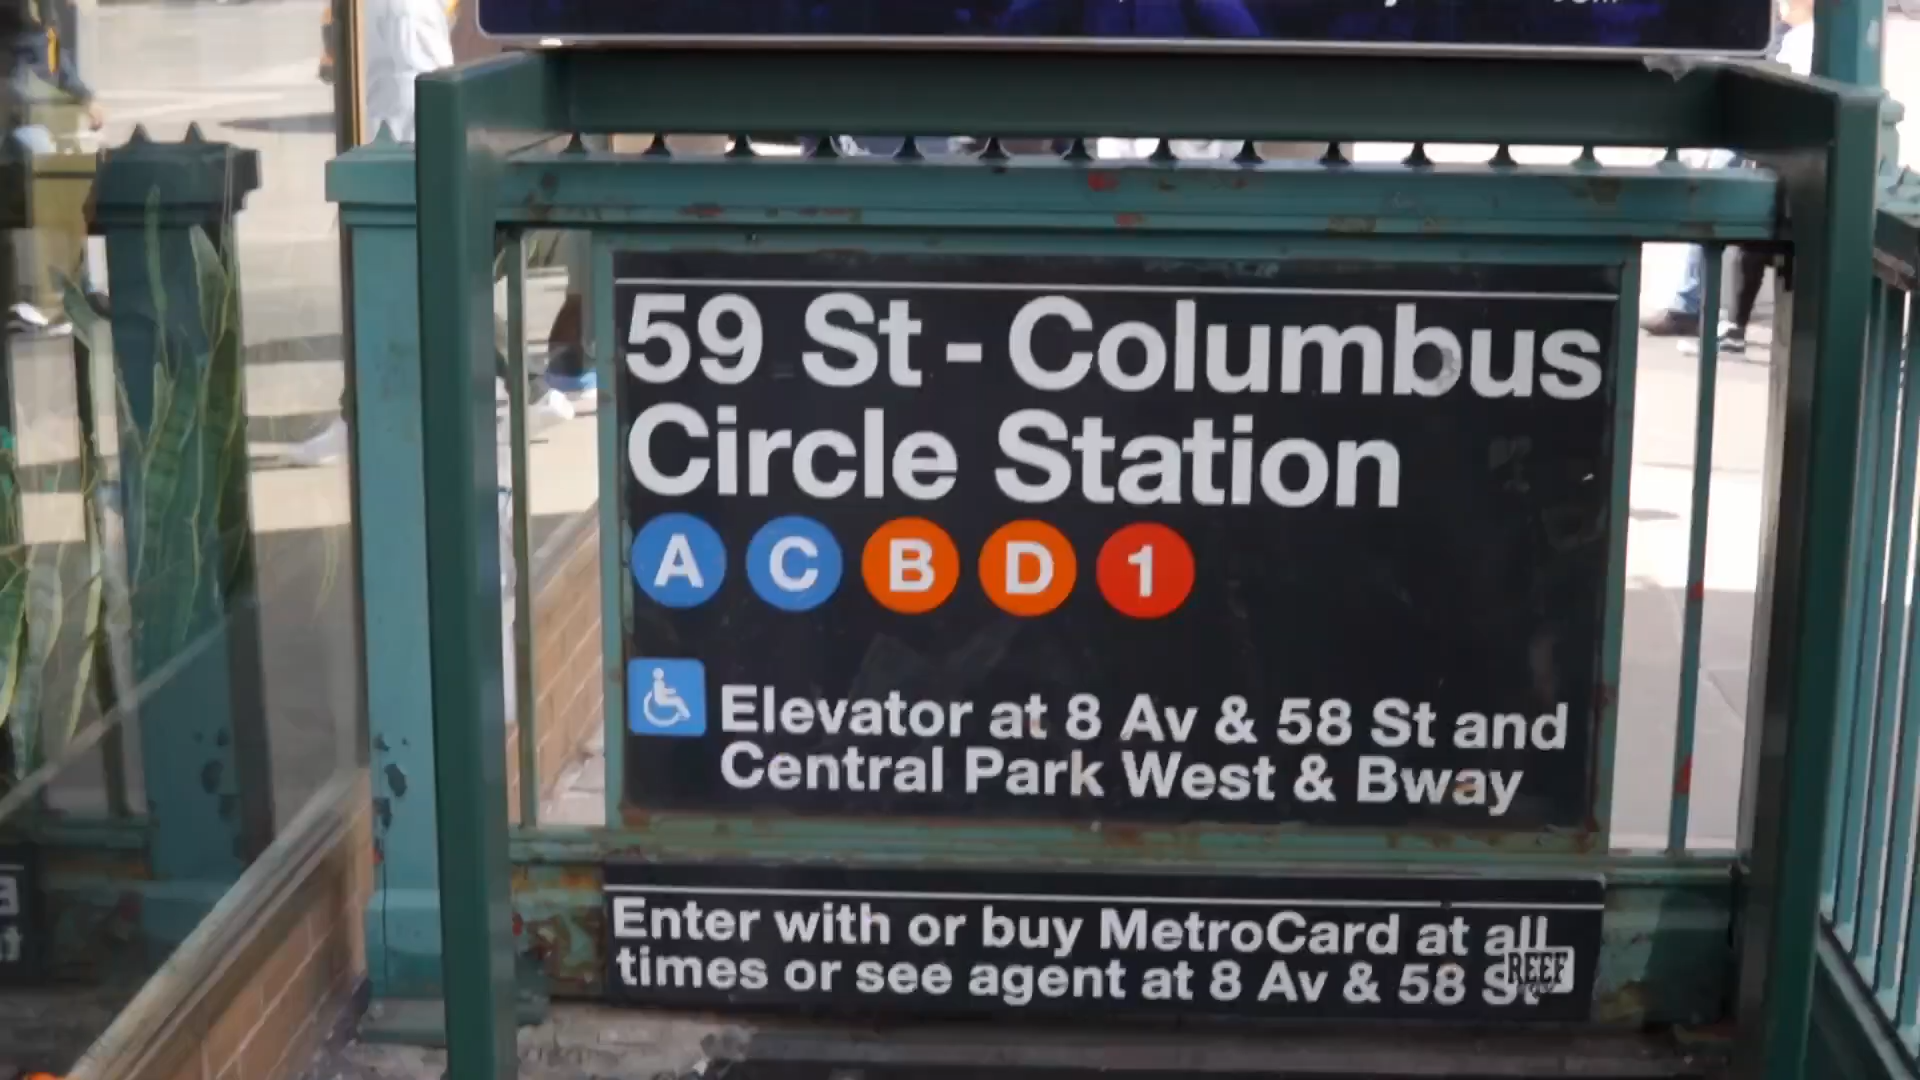 59 St - Columbus
Circle Station
A C B D 1
Elevator at 8 Av & 58 St and
Central Park West & Bway
Enter with or buy MetroCard at all
times or see agent at 8 Av & 58 St
REEF